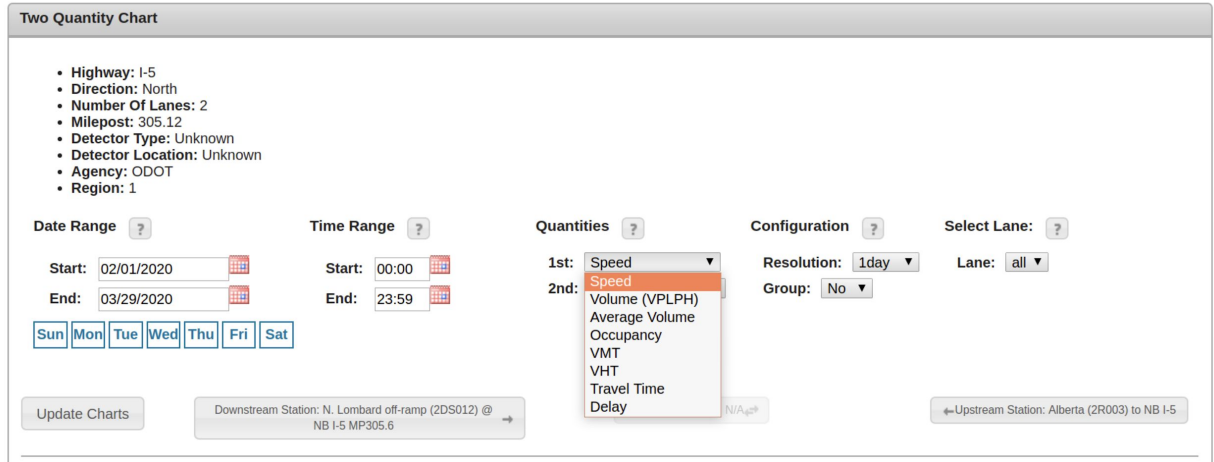 Two Quantity Chart
• Highway: I-5
• Direction: North
• Number Of Lanes: 2
• Milepost: 305.12
• Detector Type: Unknown
• Detector Location: Unknown
• Agency: ODOT
• Region: 1
Date Range ? Time Range ? Quantities ? Configuration ? Select Lane: ?
Start: 02/01/2020 Start: 00:00 1st: Speed Resolution: 1day Lane: all
End: 03/29/2020 End: 23:59 2nd: Group: No
Speed
Volume (VPLPH)
Average Volume
Occupancy
VMT
VHT
Travel Time
Delay
Sun Mon Tue Wed Thu Fri Sat
Update Charts
Downstream Station: N. Lombard off-ramp (2DS012) @
NB I-5 MP305.6 →
N/A
←Upstream Station: Alberta (2R003) to NB I-5